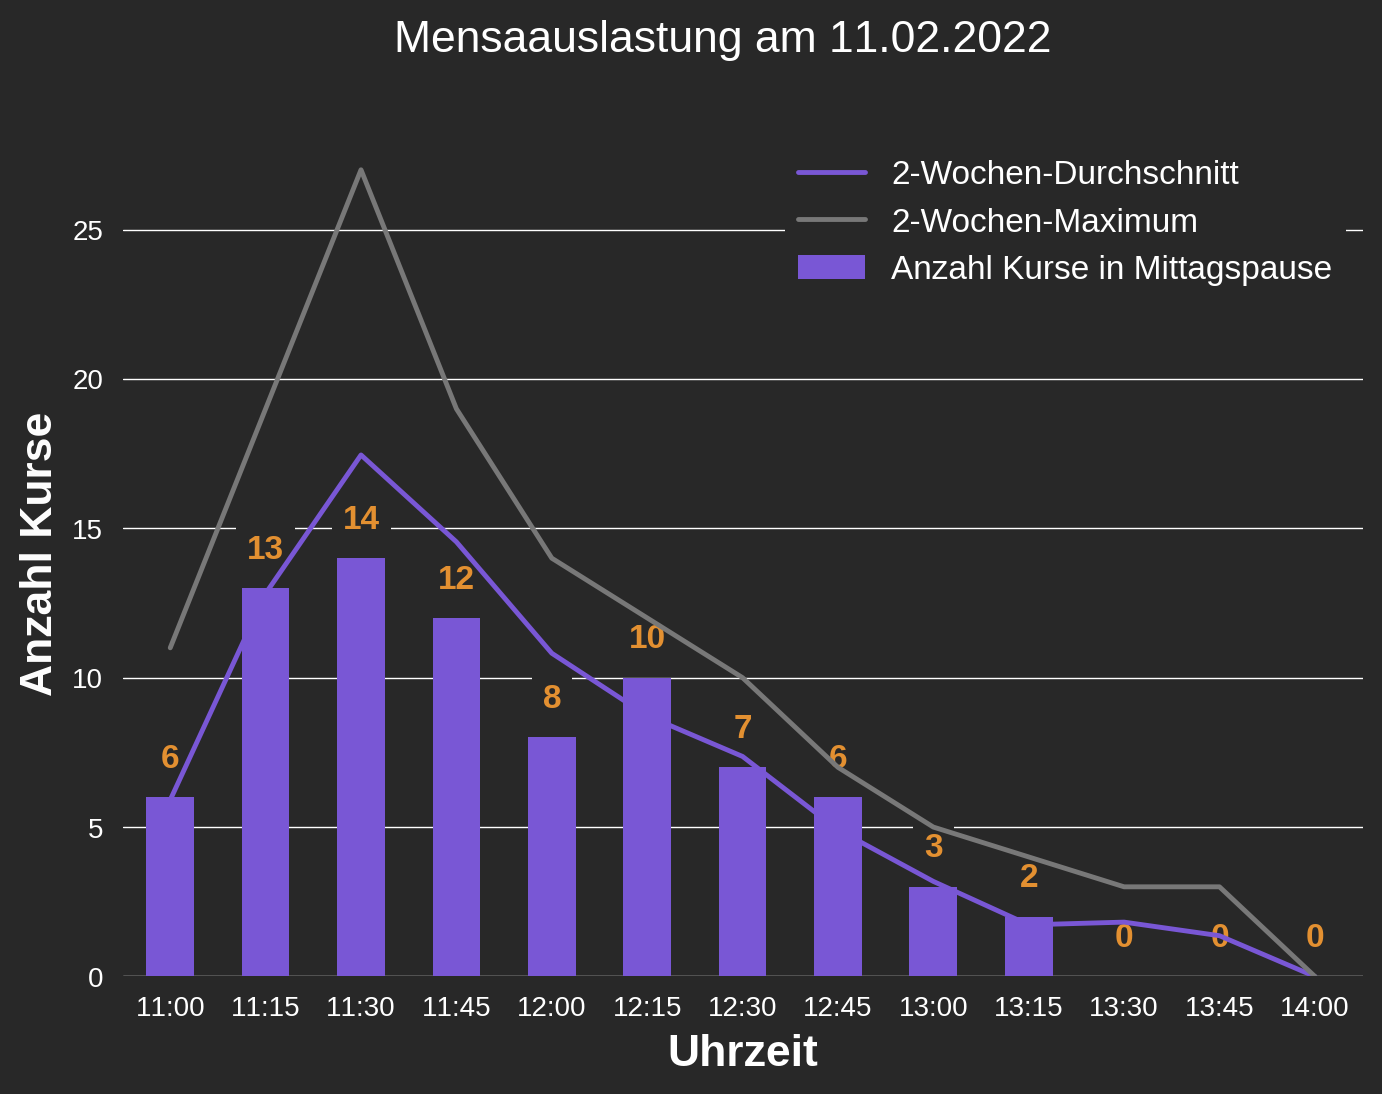 Mensaauslastung am 11.02.2022
2-Wochen-Durchschnitt
2-Wochen-Maximum
Anzahl Kurse in Mittagspause
Anzahl Kurse
25
20
15
10
5
0
6
13
14
12
8
10
7
6
3
2
0
0
0
11:00 11:15 11:30 11:45 12:00 12:15 12:30 12:45 13:00 13:15 13:30 13:45 14:00
Uhrzeit